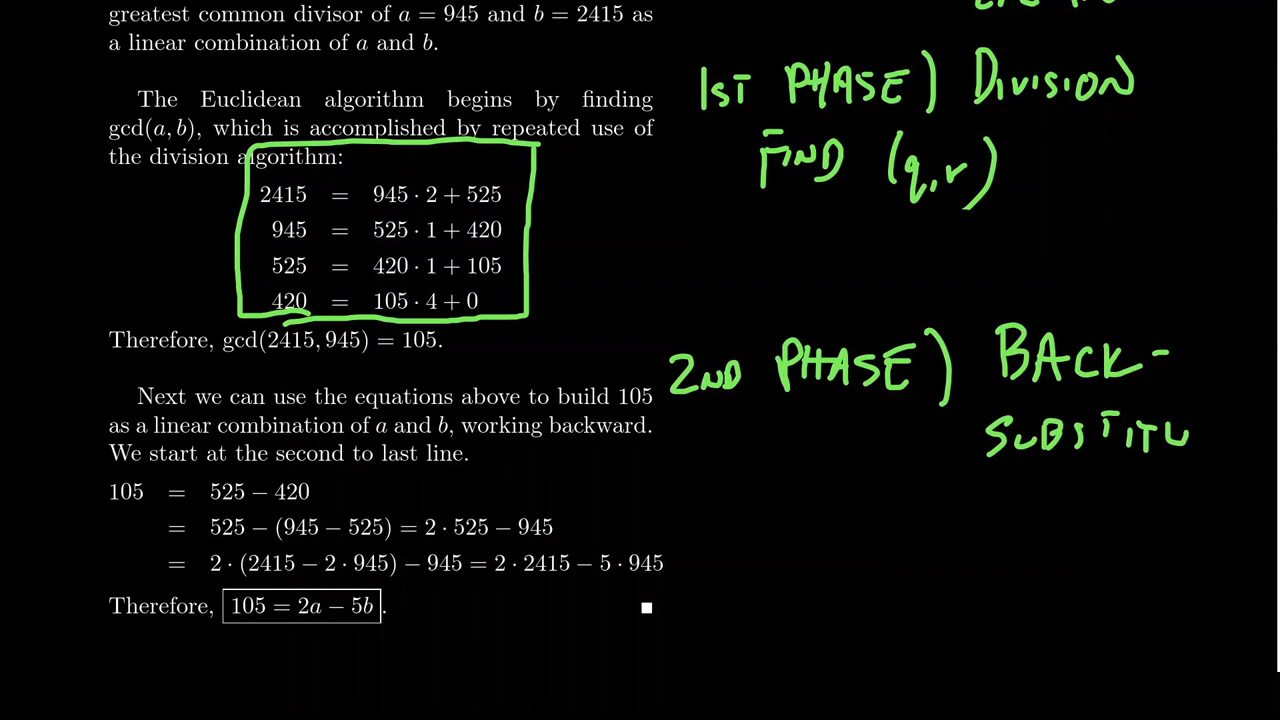 greatest common divisor of a = 945 and b = 2415 as
a linear combination of a and b.
The Euclidean algorithm begins by finding
gcd(a, b), which is accomplished by repeated use of
the division algorithm:
2415 = 945 · 2 + 525
945 = 525 · 1 + 420
525 = 420 · 1 + 105
420 = 105 · 4 + 0
Therefore, gcd(2415, 945) = 105.
Next we can use the equations above to build 105
as a linear combination of a and b, working backward.
We start at the second to last line.
105 = 525 − 420
= 525 − (945 − 525) = 2 · 525 − 945
= 2 · (2415 − 2 · 945) − 945 = 2 · 2415 − 5 · 945
Therefore, 105 = 2a − 5b.
1ST PHASE) DIVISION
FIND (q,r)
2ND PHASE) BACK-
SUBSTITU